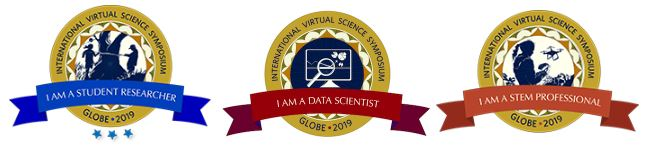 INTERNATIONAL VIRTUAL SCIENCE SYMPOSIUM
I AM A STUDENT RESEARCHER
GLOBE • 2019
INTERNATIONAL VIRTUAL SCIENCE SYMPOSIUM
I AM A DATA SCIENTIST
GLOBE • 2019
INTERNATIONAL VIRTUAL SCIENCE SYMPOSIUM
I AM A STEM PROFESSIONAL
GLOBE • 2019